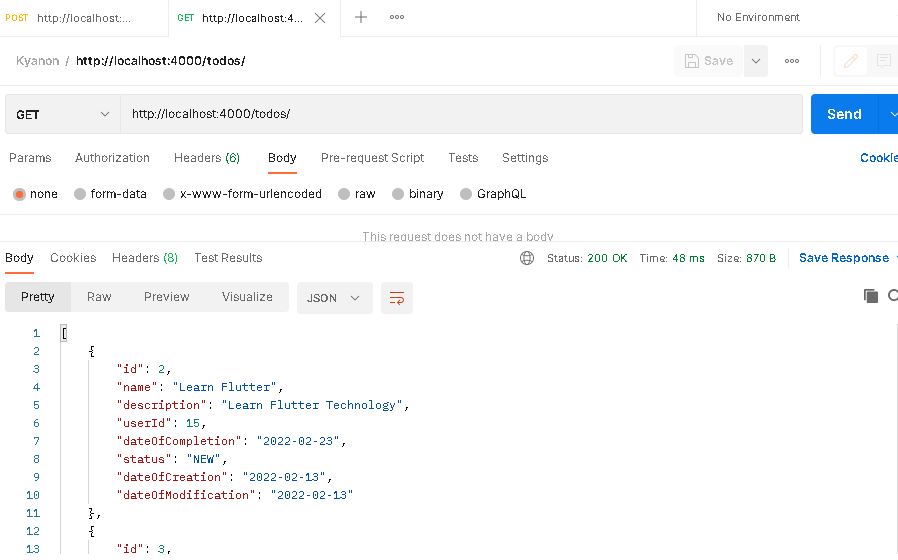 POST http://localhost:... GET http://localhost:4... No Environment
Kyanon / http://localhost:4000/todos/ Save
GET http://localhost:4000/todos/ Send
Params Authorization Headers (6) Body Pre-request Script Tests Settings Cookie
none form-data x-www-form-urlencoded raw binary GraphQL
This request does not have a body
Body Cookies Headers (8) Test Results Status: 200 OK Time: 48 ms Size: 870 B Save Response
Pretty Raw Preview Visualize JSON
1 [
2 {
3 "id": 2,
4 "name": "Learn Flutter",
5 "description": "Learn Flutter Technology",
6 "userId": 15,
7 "dateOfCompletion": "2022-02-23",
8 "status": "NEW",
9 "dateOfCreation": "2022-02-13",
10 "dateOfModification": "2022-02-13"
11 },
12 {
13 "id": 3,